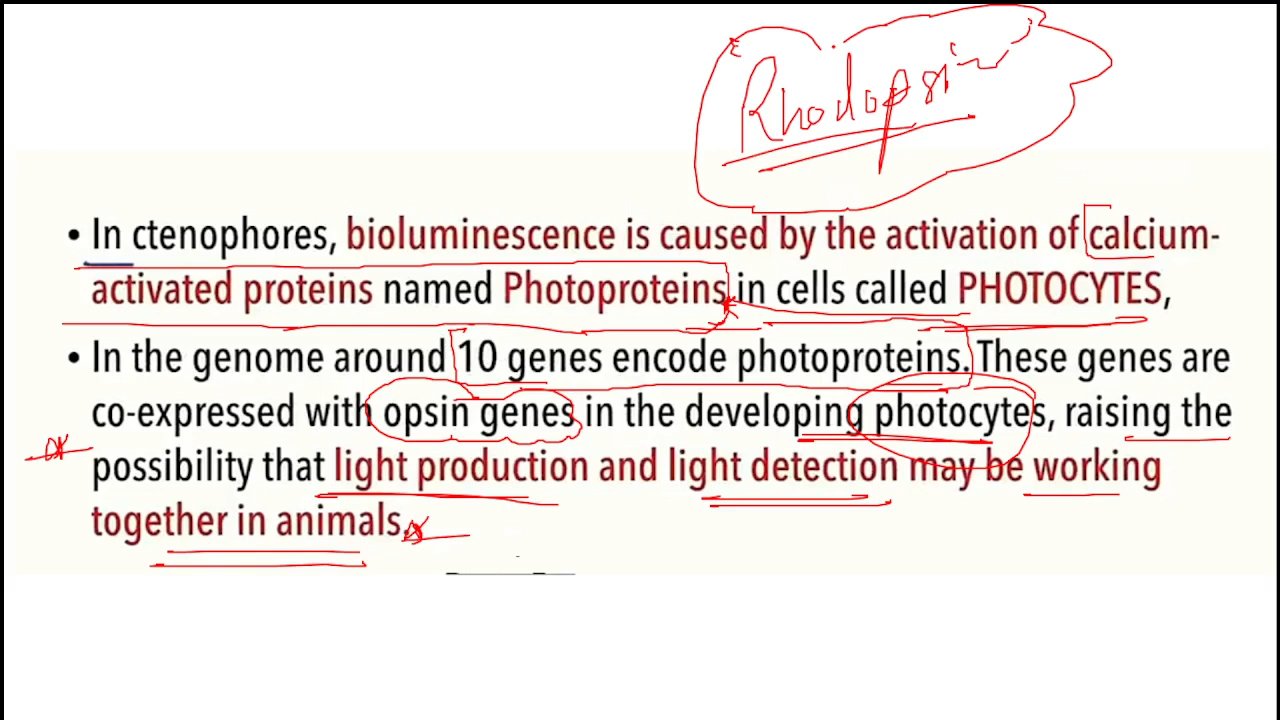 Rhodopsin
• In ctenophores, bioluminescence is caused by the activation of calcium-
activated proteins named Photoproteins in cells called PHOTOCYTES,
• In the genome around 10 genes encode photoproteins. These genes are
co-expressed with opsin genes in the developing photocytes, raising the
possibility that light production and light detection may be working
together in animals.